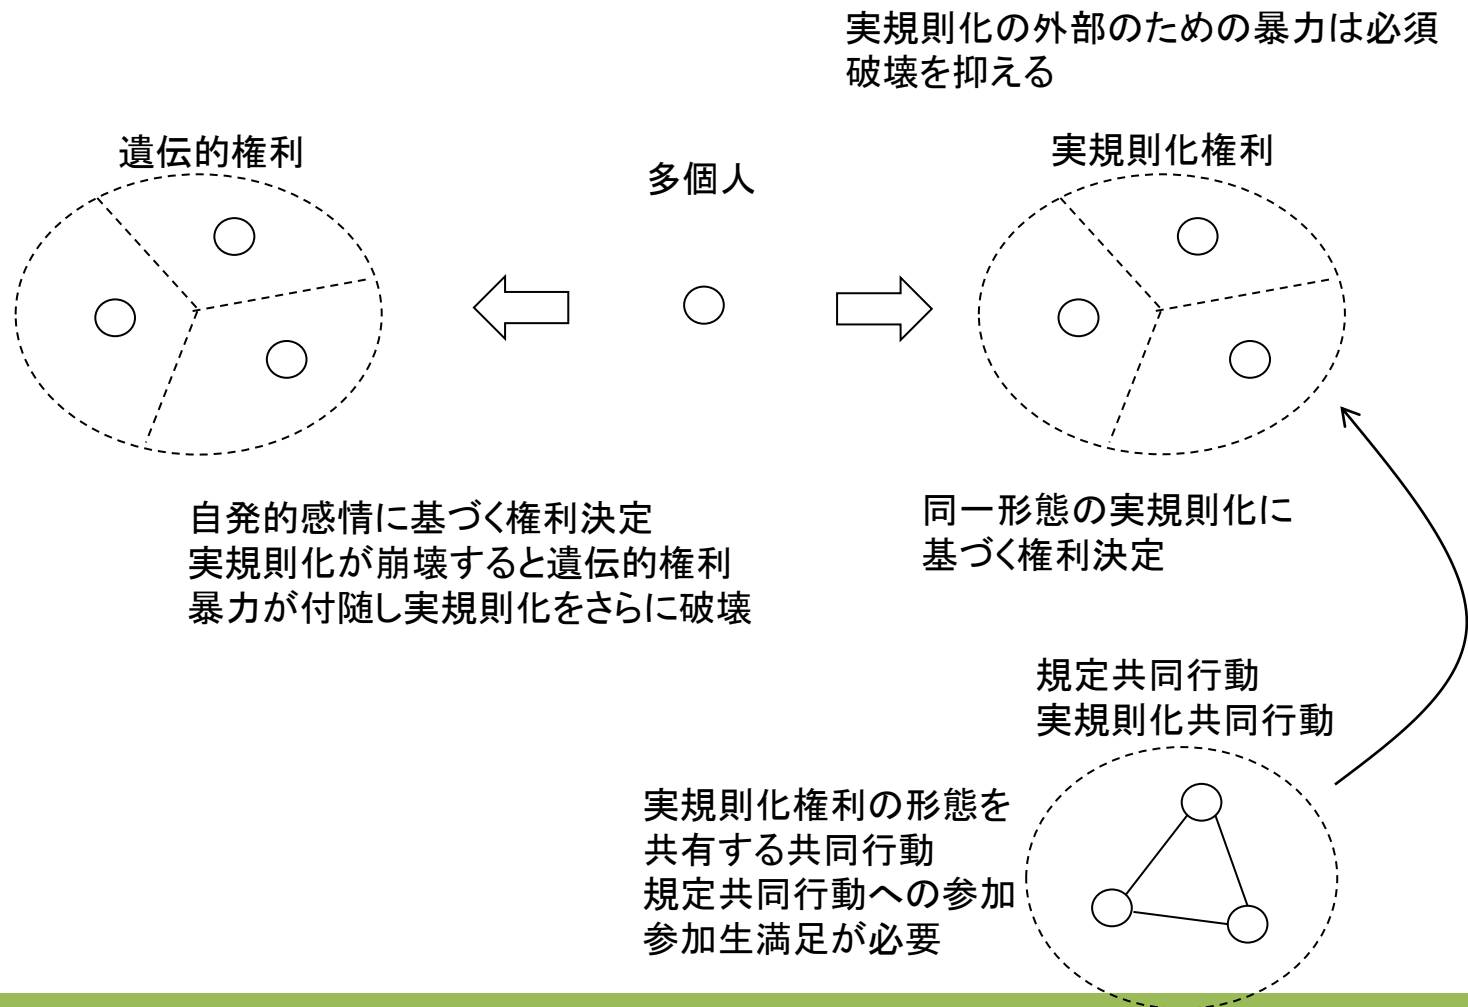 実規則化の外部のための暴力は必須
破壊を抑える
遺伝的権利
多個人
実規則化権利
自発的感情に基づく権利決定
実規則化が崩壊すると遺伝的権利
暴力が付随し実規則化をさらに破壊
同一形態の実規則化に
基づく権利決定
規定共同行動
実規則化共同行動
実規則化権利の形態を
共有する共同行動
規定共同行動への参加
参加生満足が必要